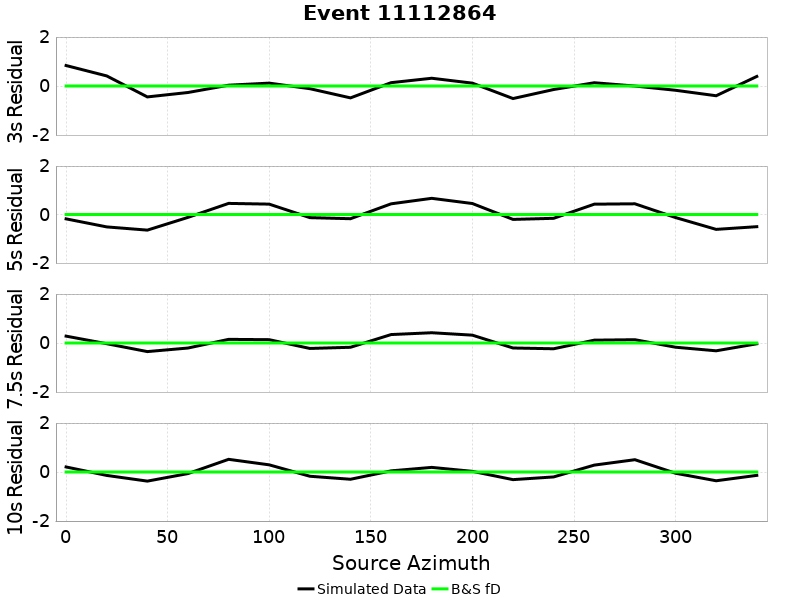 Event 11112864
3s Residual
2
0
-2
5s Residual
2
0
-2
7.5s Residual
2
0
-2
10s Residual
2
0
-2
0 50 100 150 200 250 300
Source Azimuth
Simulated Data B&S fD